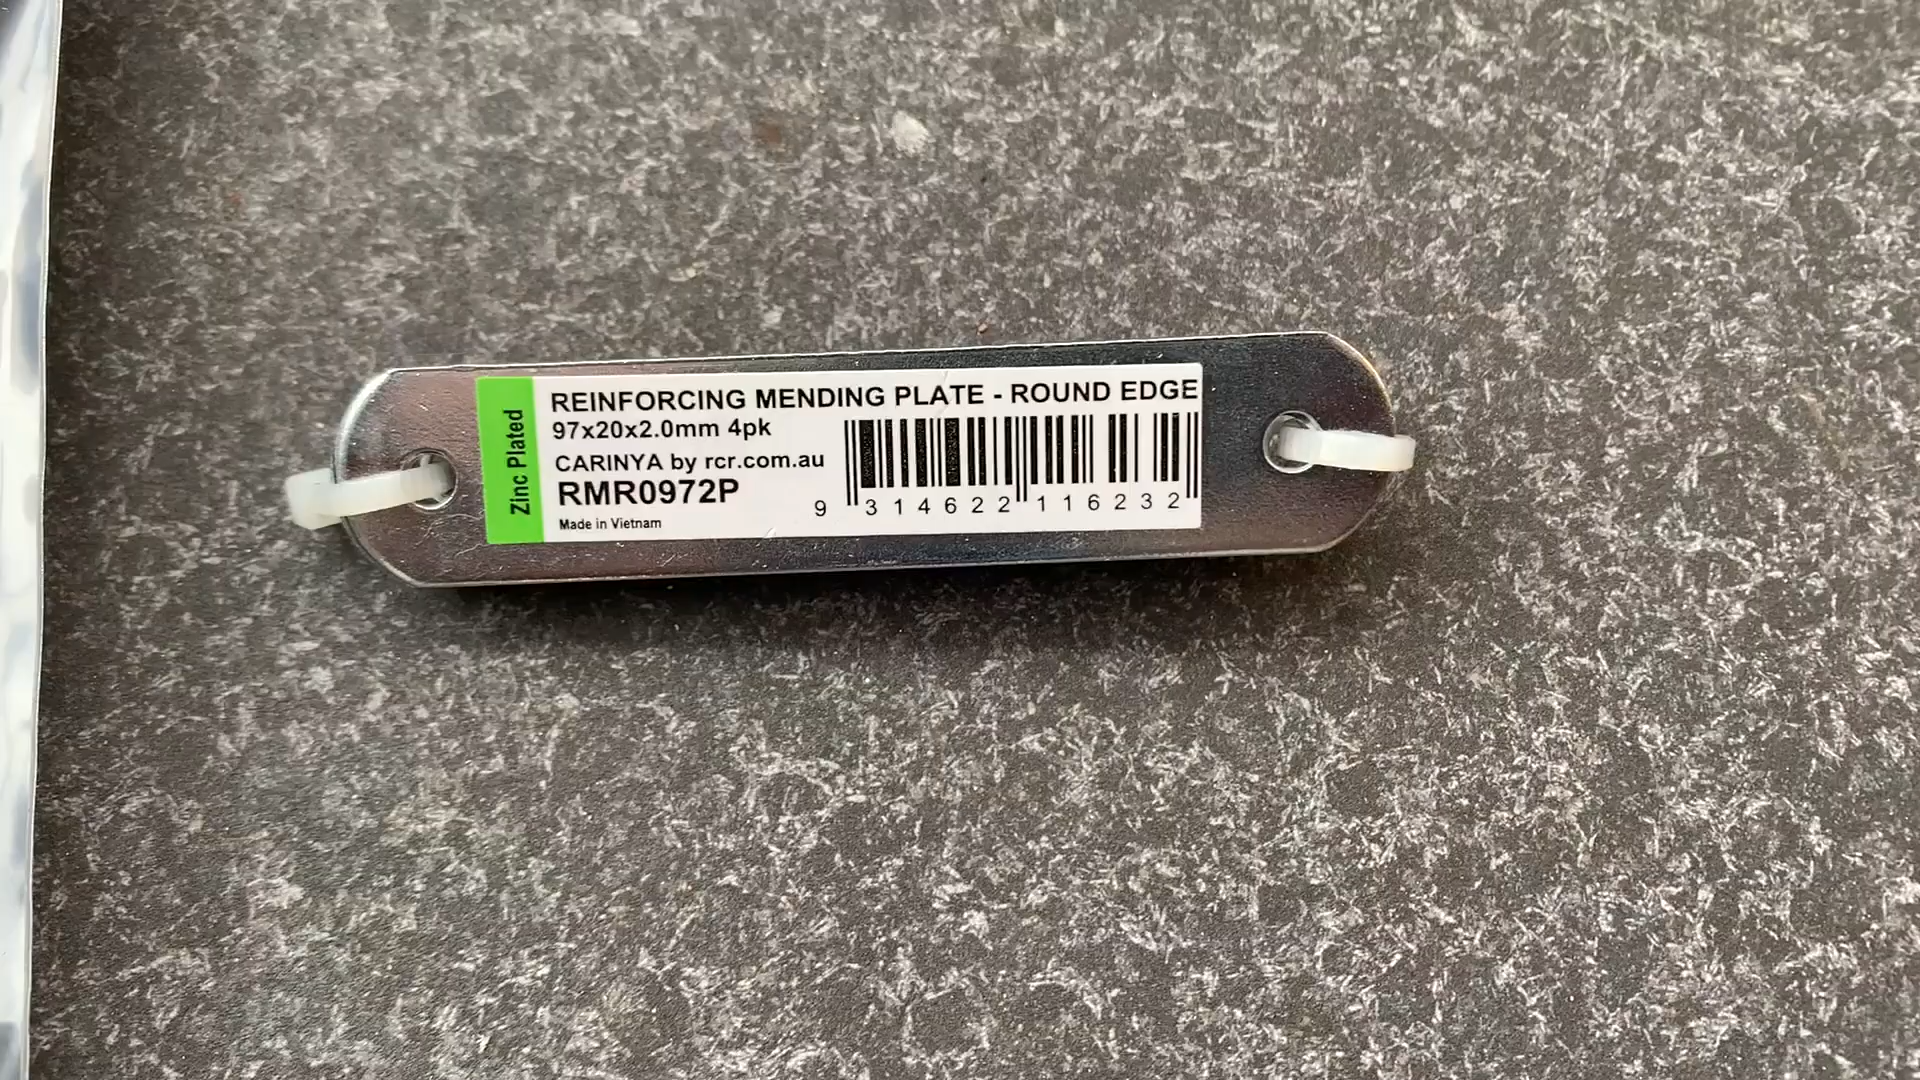 Zinc Plated
REINFORCING MENDING PLATE - ROUND EDGE
97x20x2.0mm 4pk
CARINYA by rcr.com.au
RMR0972P
Made in Vietnam
9 314622 116232